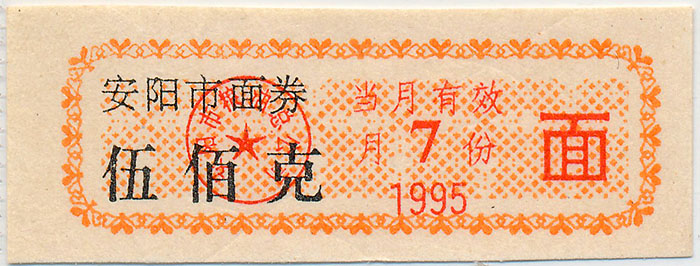 安阳市面券
伍佰克
当月有效
月 7 份
1995
面